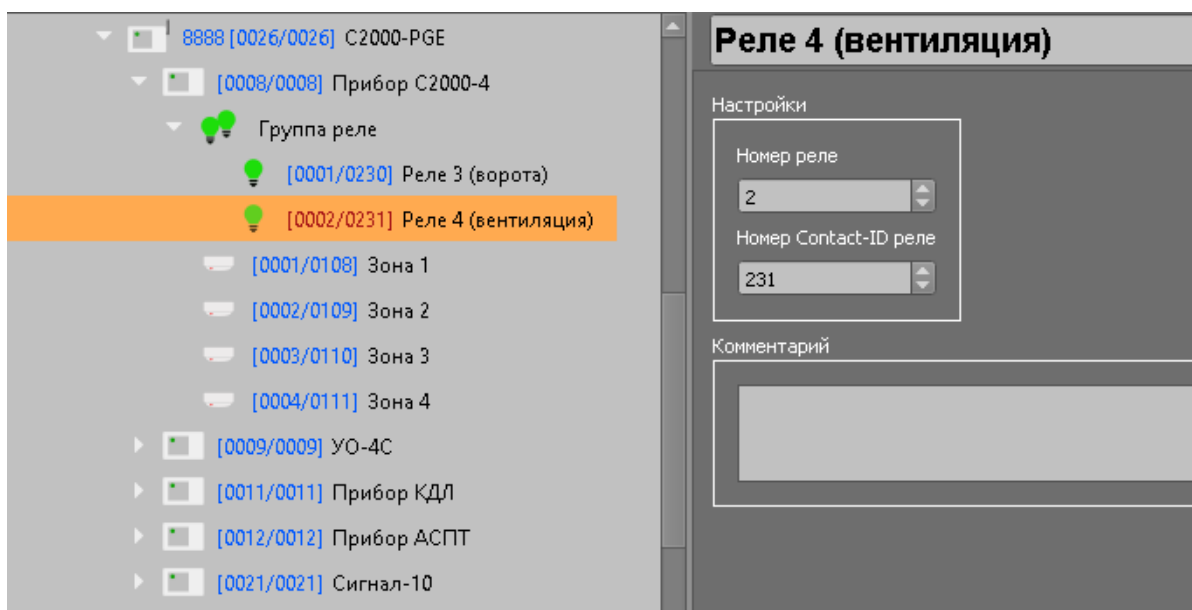 8888 [0026/0026] С2000-PGE
[0008/0008] Прибор С2000-4
Группа реле
[0001/0230] Реле 3 (ворота)
[0002/0231] Реле 4 (вентиляция)
[0001/0108] Зона 1
[0002/0109] Зона 2
[0003/0110] Зона 3
[0004/0111] Зона 4
[0009/0009] УО-4С
[0011/0011] Прибор КДЛ
[0012/0012] Прибор АСПТ
[0021/0021] Сигнал-10
Реле 4 (вентиляция)
Настройки
Номер реле
2
Номер Contact-ID реле
231
Комментарий